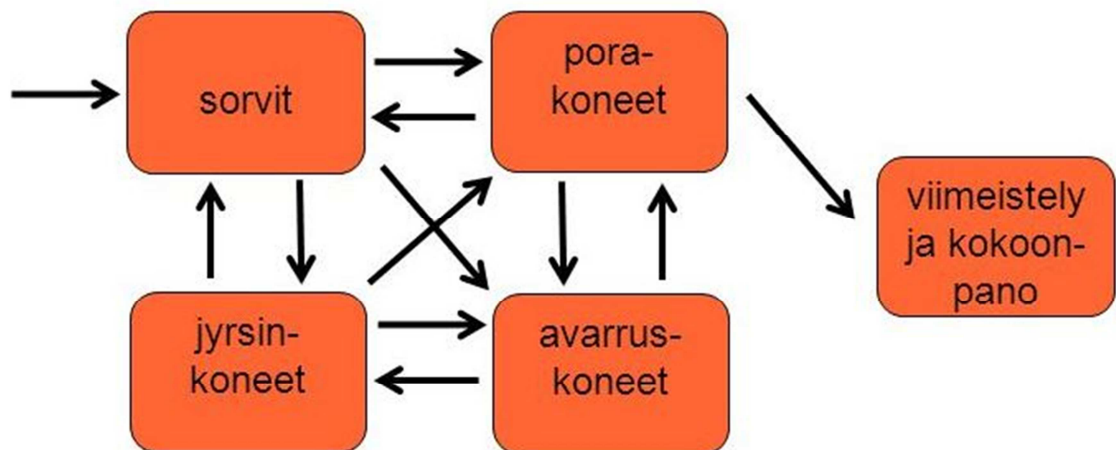 sorvit
pora-
koneet
viimeistely
ja kokoon-
pano
jyrsin-
koneet
avarrus-
koneet